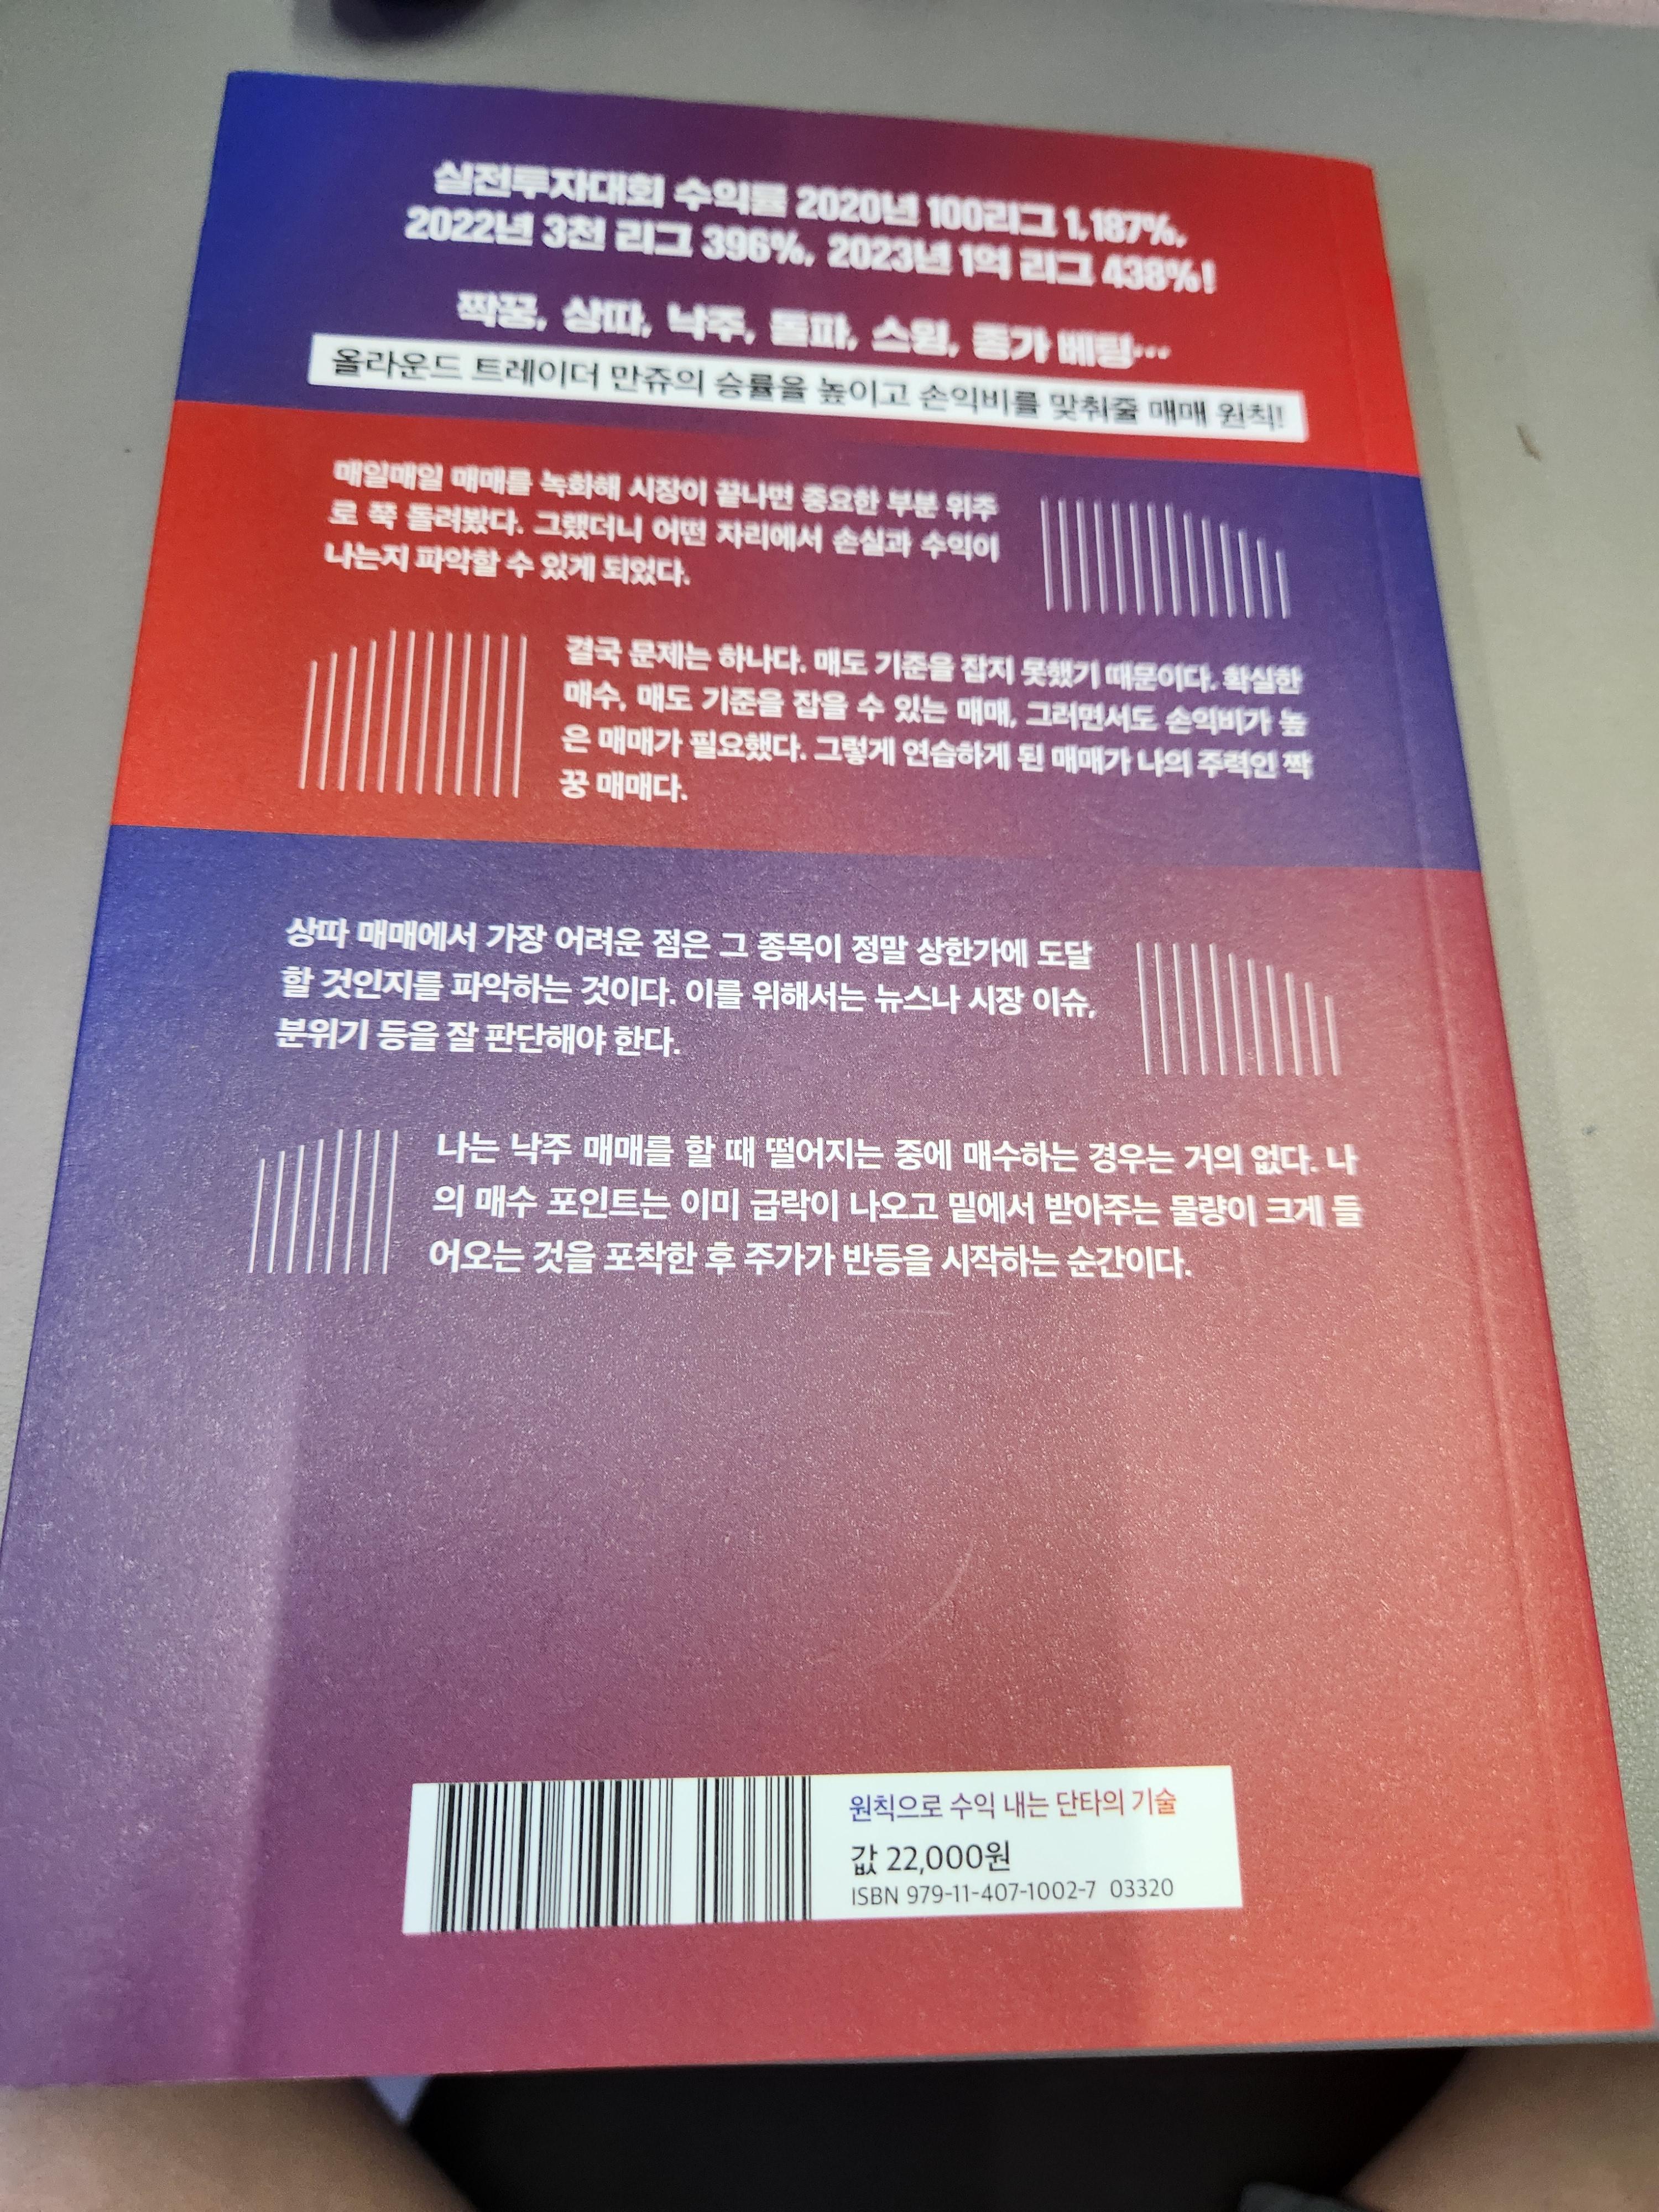 실전투자대회 수익률 2020년 100리그 1,187%,
2022년 3천 리그 396%, 2023년 1억 리그 438%!
짝꿍, 상따, 낙주, 돌파, 스윙, 종가 베팅…
올라운드 트레이더 만쥬의 승률을 높이고 손익비를 맞춰줄 매매 원칙!
매일매일 매매를 녹화해 시장이 끝나면 중요한 부분 위주
로 쭉 돌려봤다. 그랬더니 어떤 자리에서 손실과 수익이
나는지 파악할 수 있게 되었다.
결국 문제는 하나다. 매도 기준을 잡지 못했기 때문이다. 확실한
매수, 매도 기준을 잡을 수 있는 매매, 그러면서도 손익비가 높
은 매매가 필요했다. 그렇게 연습하게 된 매매가 나의 주력인 짝
꿍 매매다.
상따 매매에서 가장 어려운 점은 그 종목이 정말 상한가에 도달
할 것인지를 파악하는 것이다. 이를 위해서는 뉴스나 시장 이슈,
분위기 등을 잘 판단해야 한다.
나는 낙주 매매를 할 때 떨어지는 중에 매수하는 경우는 거의 없다. 나
의 매수 포인트는 이미 급락이 나오고 밑에서 받아주는 물량이 크게 들
어오는 것을 포착한 후 주가가 반등을 시작하는 순간이다.
원칙으로 수익 내는 단타의 기술
값 22,000원
ISBN 979-11-407-1002-7 03320